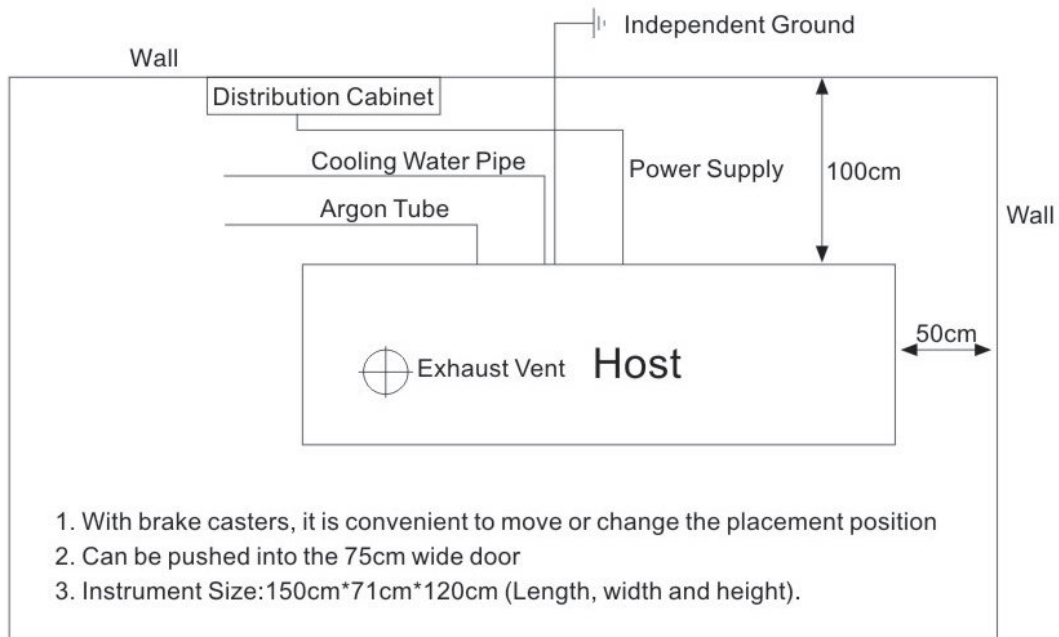 Independent Ground
Wall
Distribution Cabinet
Cooling Water Pipe
Power Supply
100cm
Argon Tube
Wall
50cm
Exhaust Vent
Host
1. With brake casters, it is convenient to move or change the placement position
2. Can be pushed into the 75cm wide door
3. Instrument Size:150cm*71cm*120cm (Length, width and height).